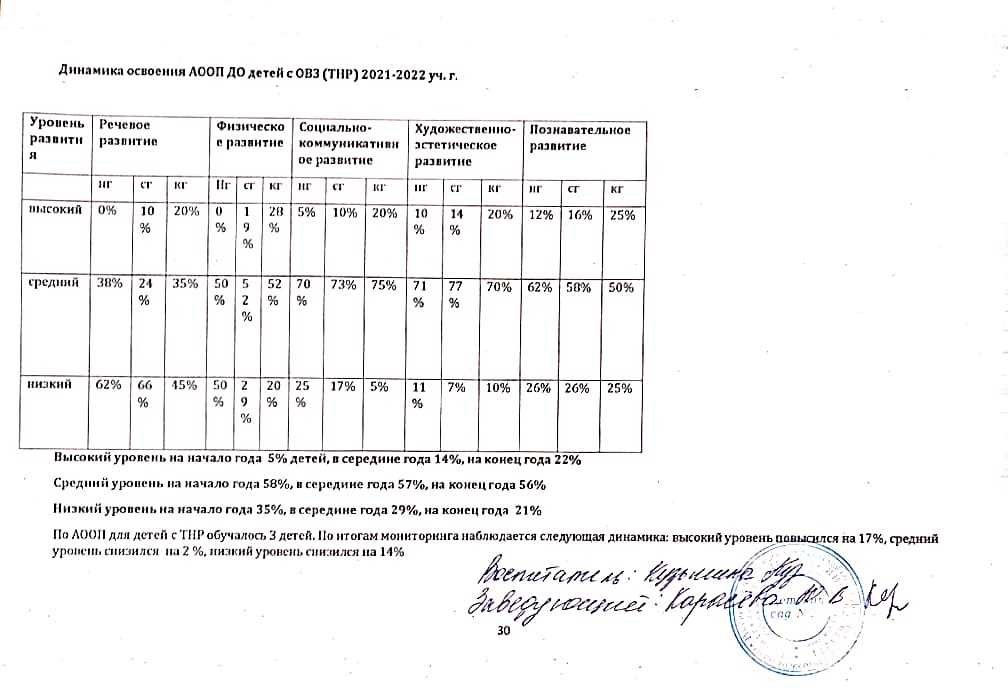 Динамика освоения АООП ДО детей с ОВЗ (ТНР) 2021-2022 уч. г.
Уровень развития Речевое развитие Физическое развитие Социально-коммуникативное развитие Художественно-эстетическое развитие Познавательное развитие
нг сг кг Нг сг кг нг сг кг нг сг кг нг сг кг
высокий 0% 10% 20% 0% 19% 28% 5% 10% 20% 10% 14% 20% 12% 16% 25%
средний 38% 24% 35% 50% 52% 52% 70% 73% 75% 71% 77% 70% 62% 58% 50%
низкий 62% 66% 45% 50% 29% 20% 25% 17% 5% 11% 7% 10% 26% 26% 25%
Высокий уровень на начало года 5% детей, в середине года 14%, на конец года 22%
Средний уровень на начало года 58%, в середине года 57%, на конец года 56%
Низкий уровень на начало года 35%, в середине года 29%, на конец года 21%
По АООП для детей с ТНР обучалось 3 детей. По итогам мониторинга наблюдается следующая динамика: высокий уровень повысился на 17%, средний
уровень снизился на 2 %, низкий уровень снизился на 14%
Воспитатель: Кузьмина
Заведующий: Карасёва Ю В
сад №
30